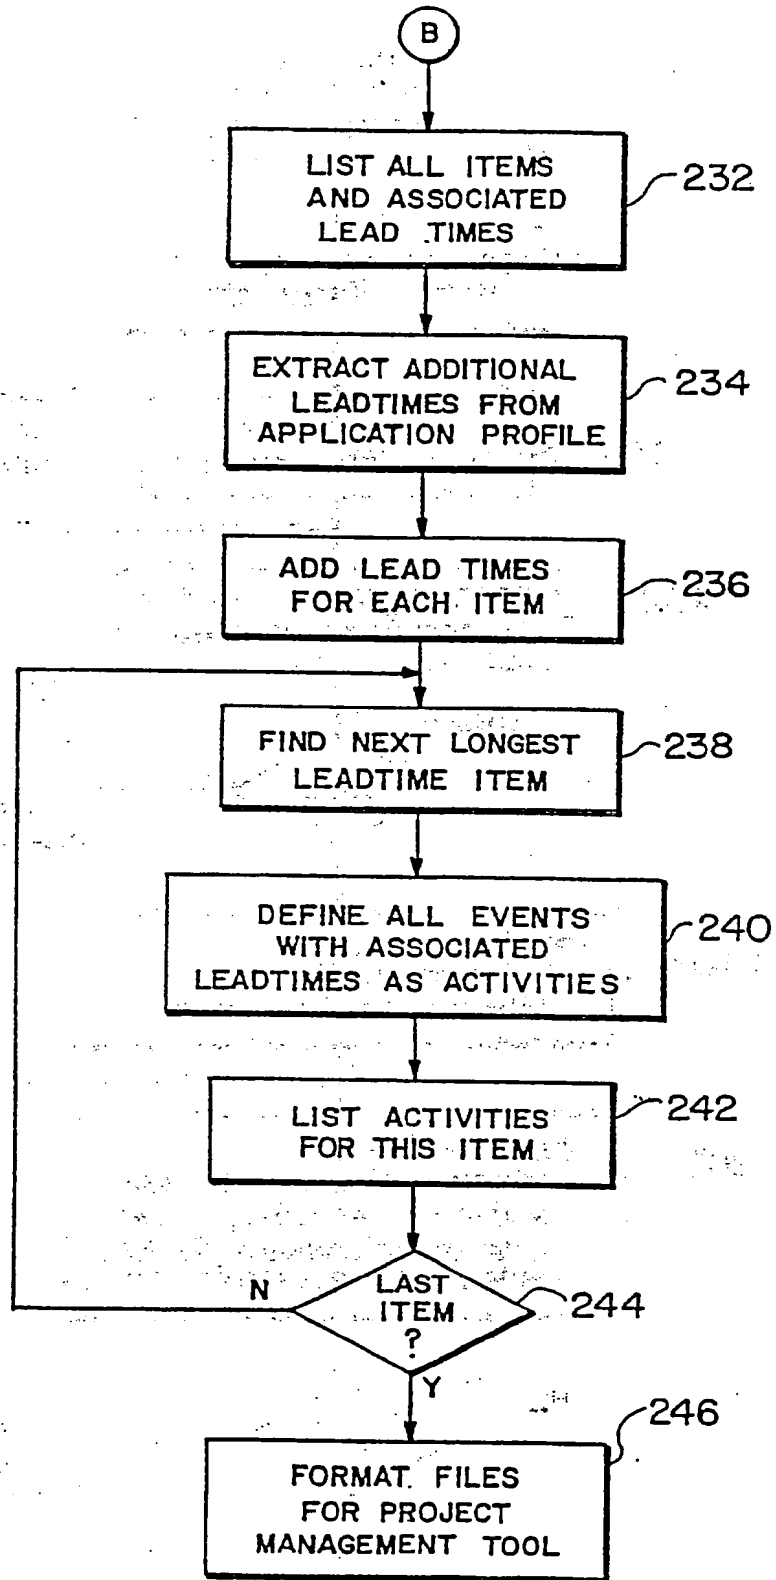 B
LIST ALL ITEMS
AND ASSOCIATED
LEAD TIMES
232
EXTRACT ADDITIONAL
LEADTIMES FROM
APPLICATION PROFILE
234
ADD LEAD TIMES
FOR EACH ITEM
236
FIND NEXT LONGEST
LEADTIME ITEM
238
DEFINE ALL EVENTS
WITH ASSOCIATED
LEADTIMES AS ACTIVITIES
240
LIST ACTIVITIES
FOR THIS ITEM
242
N
LAST
ITEM
?
244
Y
246
FORMAT FILES
FOR PROJECT
MANAGEMENT TOOL